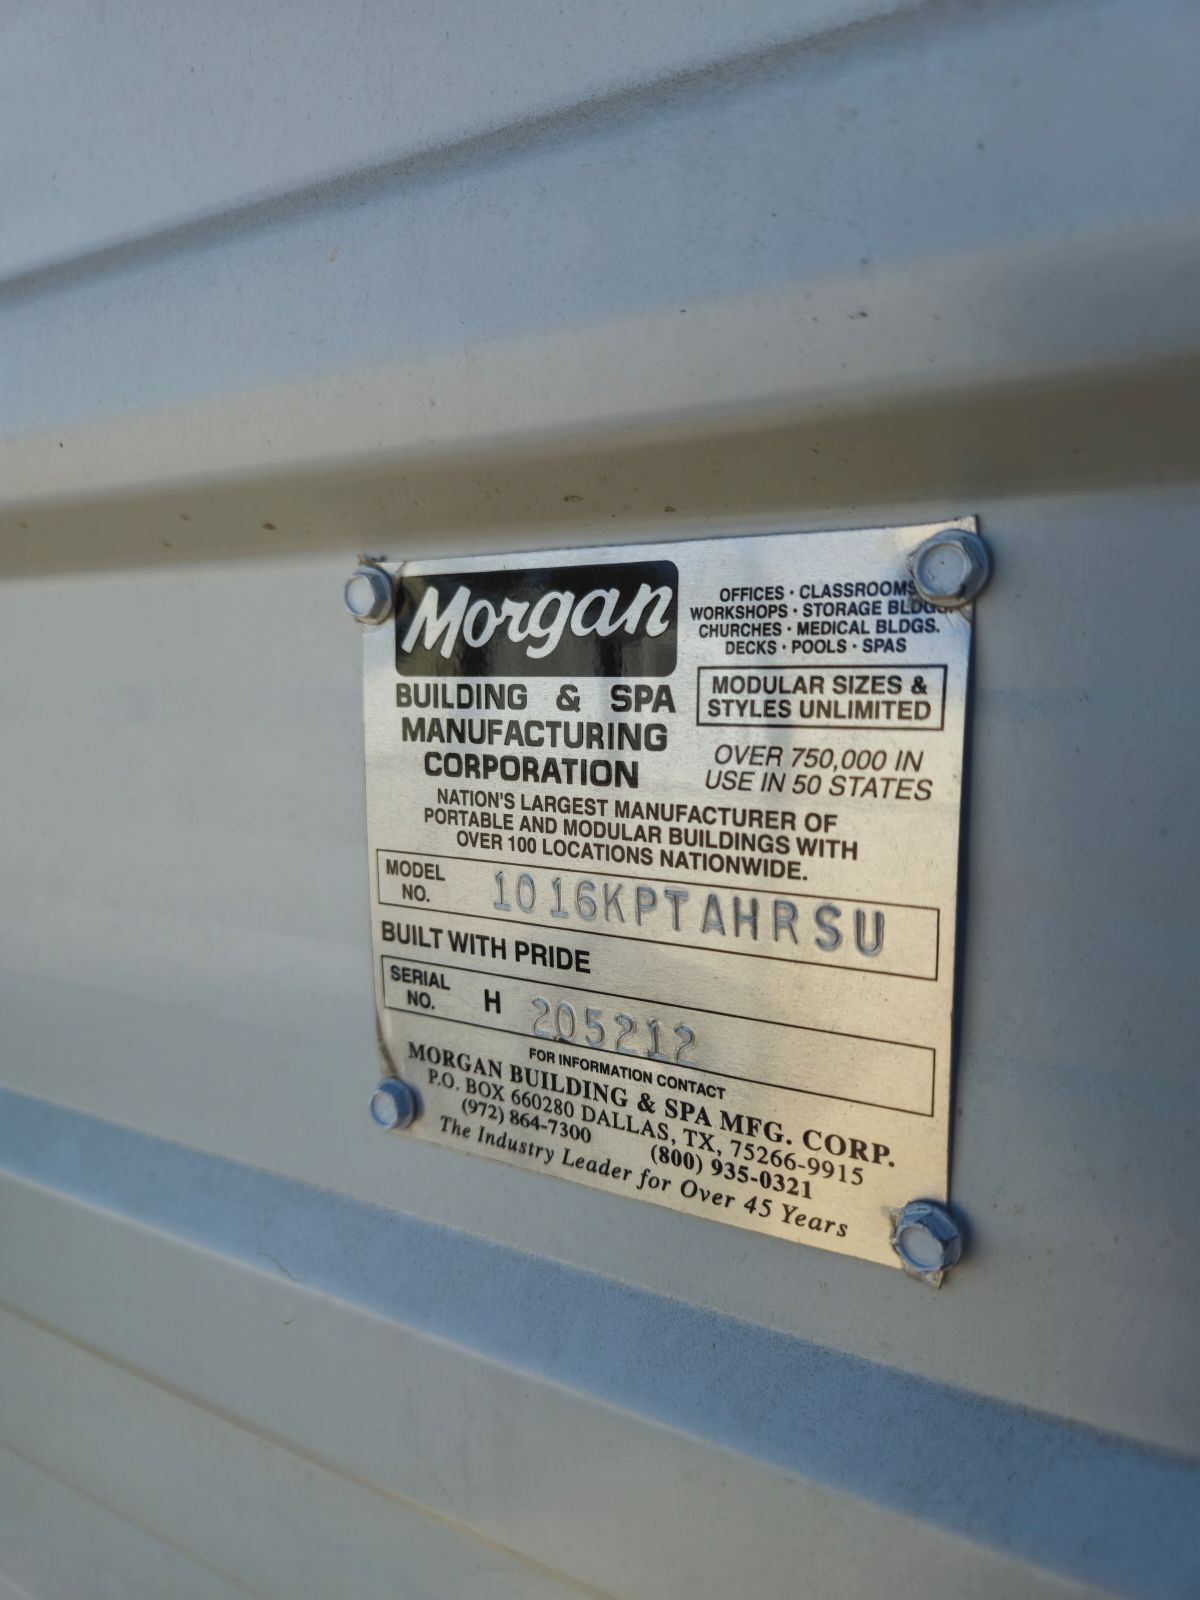 Morgan
BUILDING & SPA
MANUFACTURING
CORPORATION
OFFICES · CLASSROOMS
WORKSHOPS · STORAGE BLDGS.
CHURCHES · MEDICAL BLDGS.
DECKS · POOLS · SPAS
MODULAR SIZES &
STYLES UNLIMITED
OVER 750,000 IN
USE IN 50 STATES
NATION'S LARGEST MANUFACTURER OF
PORTABLE AND MODULAR BUILDINGS WITH
OVER 100 LOCATIONS NATIONWIDE.
MODEL NO. 1016KPTAHRSU
BUILT WITH PRIDE
SERIAL NO. H 205212
FOR INFORMATION CONTACT
MORGAN BUILDING & SPA MFG. CORP.
P.O. BOX 660280 DALLAS, TX, 75266-9915
(972) 864-7300 (800) 935-0321
The Industry Leader for Over 45 Years